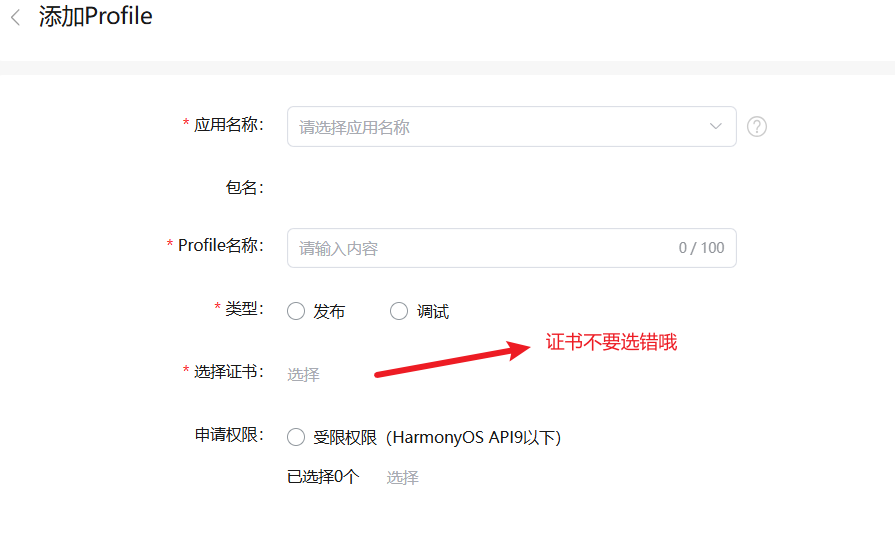 添加Profile
* 应用名称：
请选择应用名称
?
包名：
* Profile名称：
请输入内容
0 / 100
* 类型：
发布
调试
证书不要选错哦
* 选择证书：
选择
申请权限：
受限权限（HarmonyOS API9以下）
已选择0个
选择